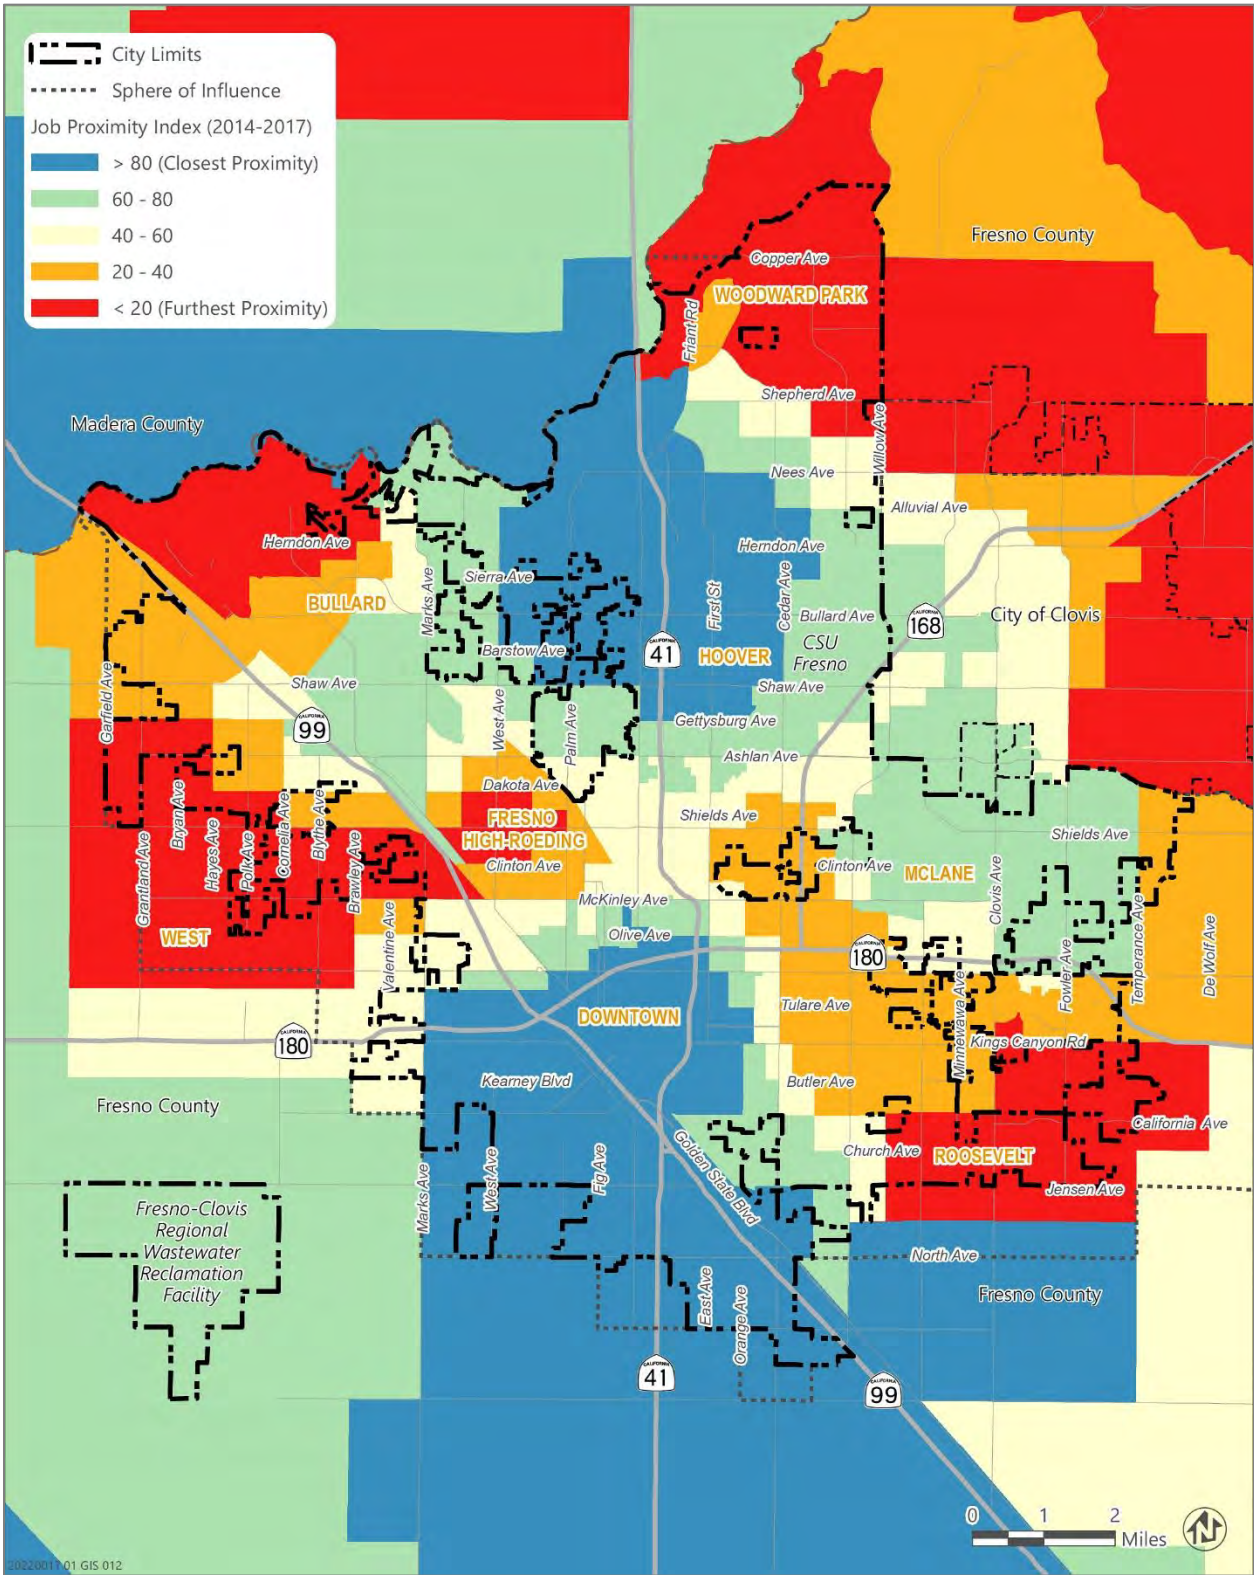 City Limits
Sphere of Influence
Job Proximity Index (2014-2017)
> 80 (Closest Proximity)
60 - 80
40 - 60
20 - 40
< 20 (Furthest Proximity)
Fresno County
Copper Ave
WOODWARD PARK
Friant Rd
Shepherd Ave
Madera County
Willow Ave
Nees Ave
Alluvial Ave
Herndon Ave
Herndon Ave
Sierra Ave
Marks Ave
BULLARD
First St
Cedar Ave
Bullard Ave
CALIFORNIA
168
City of Clovis
CSU
Fresno
CALIFORNIA
41
HOOVER
Barstow Ave
Shaw Ave
Shaw Ave
Garfield Ave
CALIFORNIA
99
West Ave
Palm Ave
Gettysburg Ave
Ashlan Ave
Dakota Ave
Bryan Ave
Cornelia Ave
Blythe Ave
FRESNO
HIGH-ROEDING
Shields Ave
Shields Ave
Grantland Ave
Hayes Ave
Polk Ave
Brawley Ave
Clinton Ave
Clinton Ave
MCLANE
Clovis Ave
McKinley Ave
WEST
Valentine Ave
Olive Ave
CALIFORNIA
180
Fowler Ave
Temperance Ave
De Wolf Ave
DOWNTOWN
Tulare Ave
Minnewawa Ave
CALIFORNIA
180
Kings Canyon Rd
Kearney Blvd
Butler Ave
Fresno County
California Ave
Church Ave
ROOSEVELT
Golden State Blvd
Marks Ave
West Ave
Fig Ave
Jensen Ave
Fresno-Clovis
Regional
Wastewater
Reclamation
Facility
North Ave
East Ave
Orange Ave
Fresno County
CALIFORNIA
41
CALIFORNIA
99
0 1 2
Miles
N
20220017 01 GIS 012